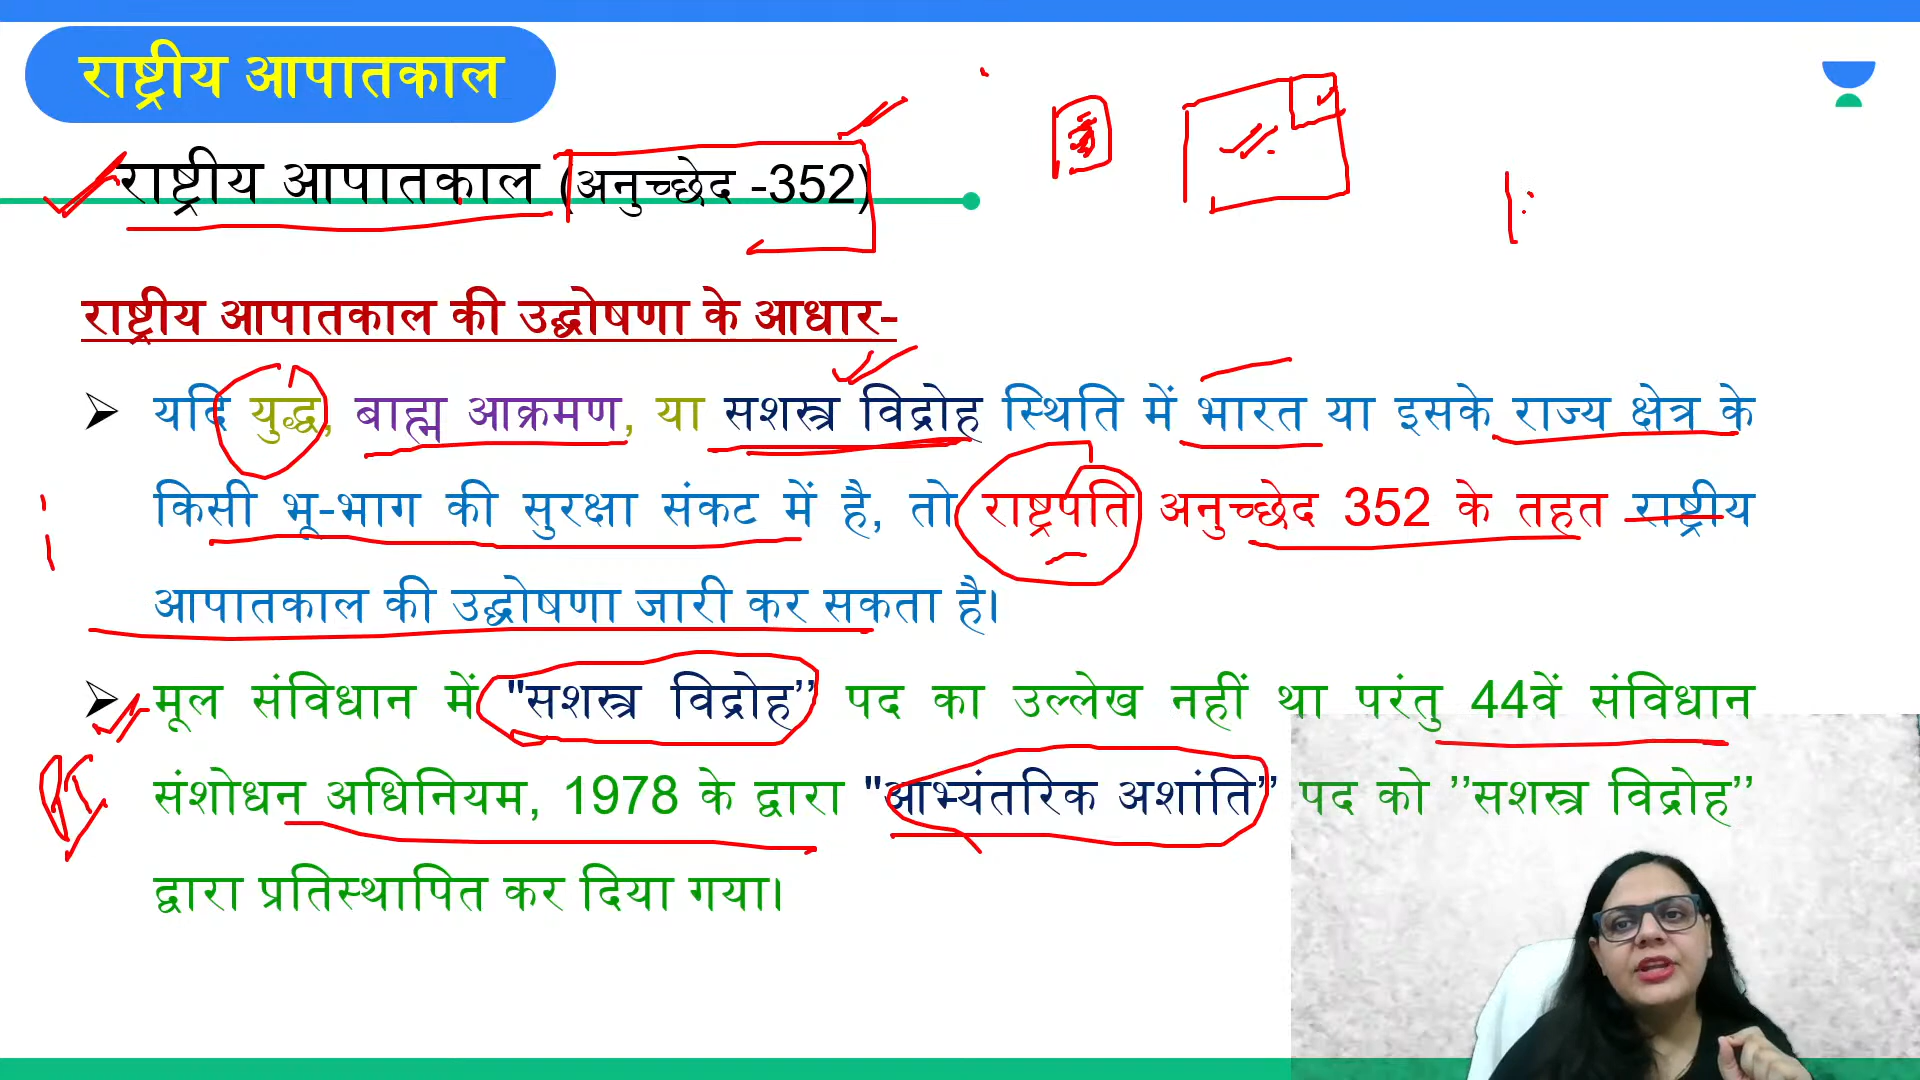 राष्ट्रीय आपातकाल
राष्ट्रीय आपातकाल (अनुच्छेद -352)
राष्ट्रीय आपातकाल की उद्घोषणा के आधार-
➢ यदि युद्ध, बाह्म आक्रमण, या सशस्त्र विद्रोह स्थिति में भारत या इसके राज्य क्षेत्र के
किसी भू-भाग की सुरक्षा संकट में है, तो राष्ट्रपति अनुच्छेद 352 के तहत राष्ट्रीय
आपातकाल की उद्घोषणा जारी कर सकता है।
➢ मूल संविधान में "सशस्त्र विद्रोह’’ पद का उल्लेख नहीं था परंतु 44वें संविधान
संशोधन अधिनियम, 1978 के द्वारा "आभ्यंतरिक अशांति’’ पद को ’’सशस्त्र विद्रोह’’
द्वारा प्रतिस्थापित कर दिया गया।